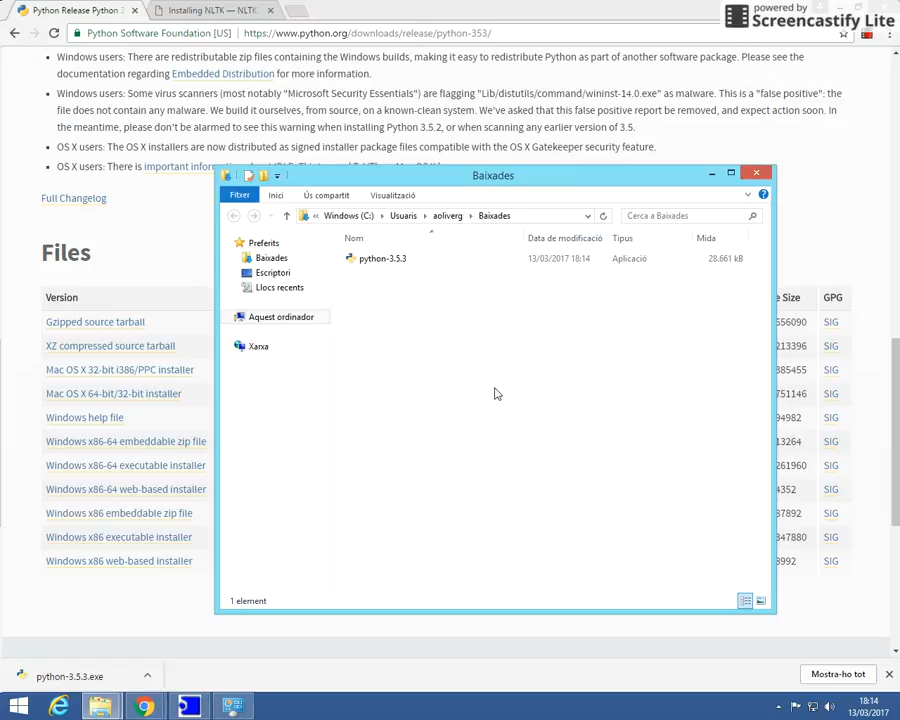 Python Release Python 3
Installing NLTK — NLTK
powered by
Screencastify Lite
Python Software Foundation [US]
https://www.python.org/downloads/release/python-353/
Windows users: There are redistributable zip files containing the Windows builds, making it easy to redistribute Python as part of another software package. Please see the
documentation regarding Embedded Distribution for more information.
Windows users: Some virus scanners (most notably "Microsoft Security Essentials") are flagging "Lib/distutils/command/wininst-14.0.exe" as malware. This is a "false positive": the
file does not contain any malware. We build it ourselves, from source, on a known-clean system. We've asked that this false positive report be removed, and expect action soon. In
the meantime, please don't be alarmed to see this warning when installing Python 3.5.2, or when scanning any earlier version of 3.5.
OS X users: The OS X installers are now distributed as signed installer package files compatible with the OS X Gatekeeper security feature.
OS X users: There is important
Full Changelog
Files
Version
e Size
GPG
Gzipped source tarball
656090
SIG
XZ compressed source tarball
213396
SIG
Mac OS X 32-bit i386/PPC installer
385455
SIG
Mac OS X 64-bit/32-bit installer
751146
SIG
Windows help file
94982
SIG
Windows x86-64 embeddable zip file
13264
SIG
Windows x86-64 executable installer
261960
SIG
Windows x86-64 web-based installer
4352
SIG
Windows x86 embeddable zip file
37892
SIG
Windows x86 executable installer
347880
SIG
Windows x86 web-based installer
3992
SIG
Baixades
Fitxer
Inici
Ús compartit
Visualització
« Windows (C:)
Usuaris
aoliverg
Baixades
Cerca a Baixades
Preferits
Baixades
Escriptori
Llocs recents
Aquest ordinador
Xarxa
Nom
Data de modificació
Tipus
Mida
python-3.5.3
13/03/2017 18:14
Aplicació
28.661 kB
1 element
python-3.5.3.exe
Mostra-ho tot
18:14
13/03/2017